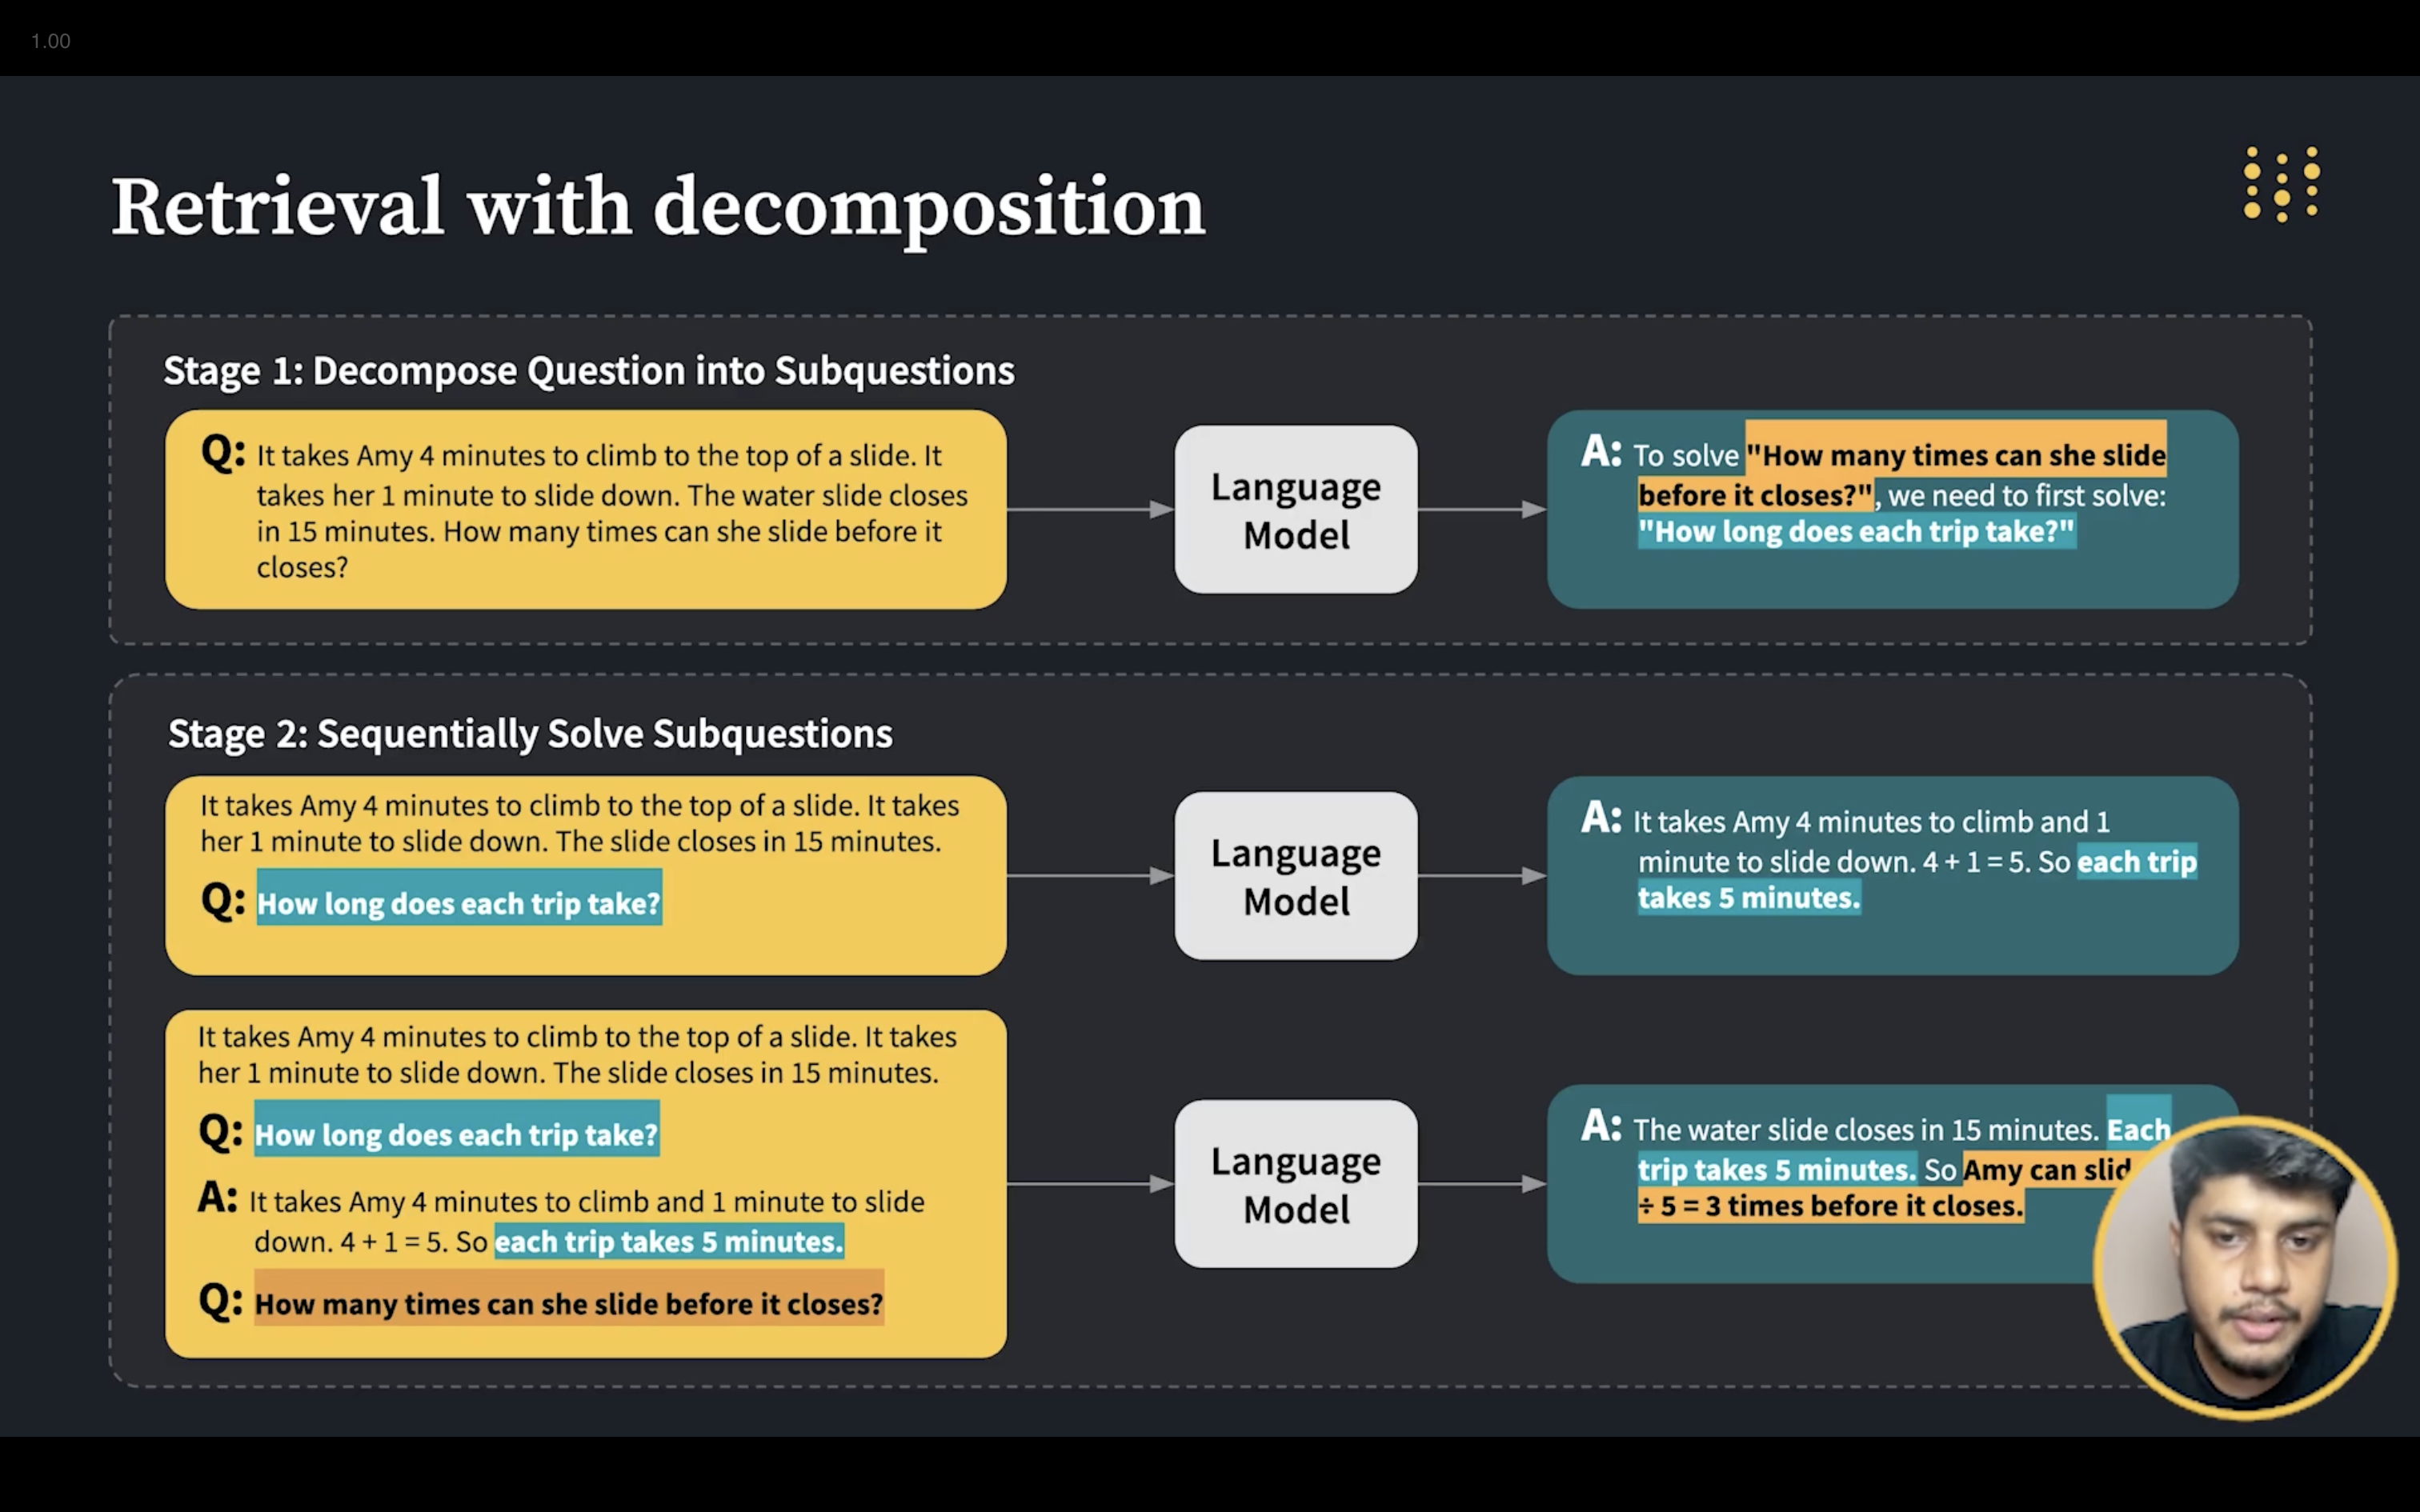 1.00
Retrieval with decomposition
Stage 1: Decompose Question into Subquestions
Q: It takes Amy 4 minutes to climb to the top of a slide. It
takes her 1 minute to slide down. The water slide closes
in 15 minutes. How many times can she slide before it
closes?
Language
Model
A: To solve "How many times can she slide
before it closes?", we need to first solve:
"How long does each trip take?"
Stage 2: Sequentially Solve Subquestions
It takes Amy 4 minutes to climb to the top of a slide. It takes
her 1 minute to slide down. The slide closes in 15 minutes.
Q: How long does each trip take?
Language
Model
A: It takes Amy 4 minutes to climb and 1
minute to slide down. 4 + 1 = 5. So each trip
takes 5 minutes.
It takes Amy 4 minutes to climb to the top of a slide. It takes
her 1 minute to slide down. The slide closes in 15 minutes.
Q: How long does each trip take?
A: It takes Amy 4 minutes to climb and 1 minute to slide
down. 4 + 1 = 5. So each trip takes 5 minutes.
Q: How many times can she slide before it closes?
Language
Model
A: The water slide closes in 15 minutes. Each
trip takes 5 minutes. So Amy can
÷ 5 = 3 times before it closes.